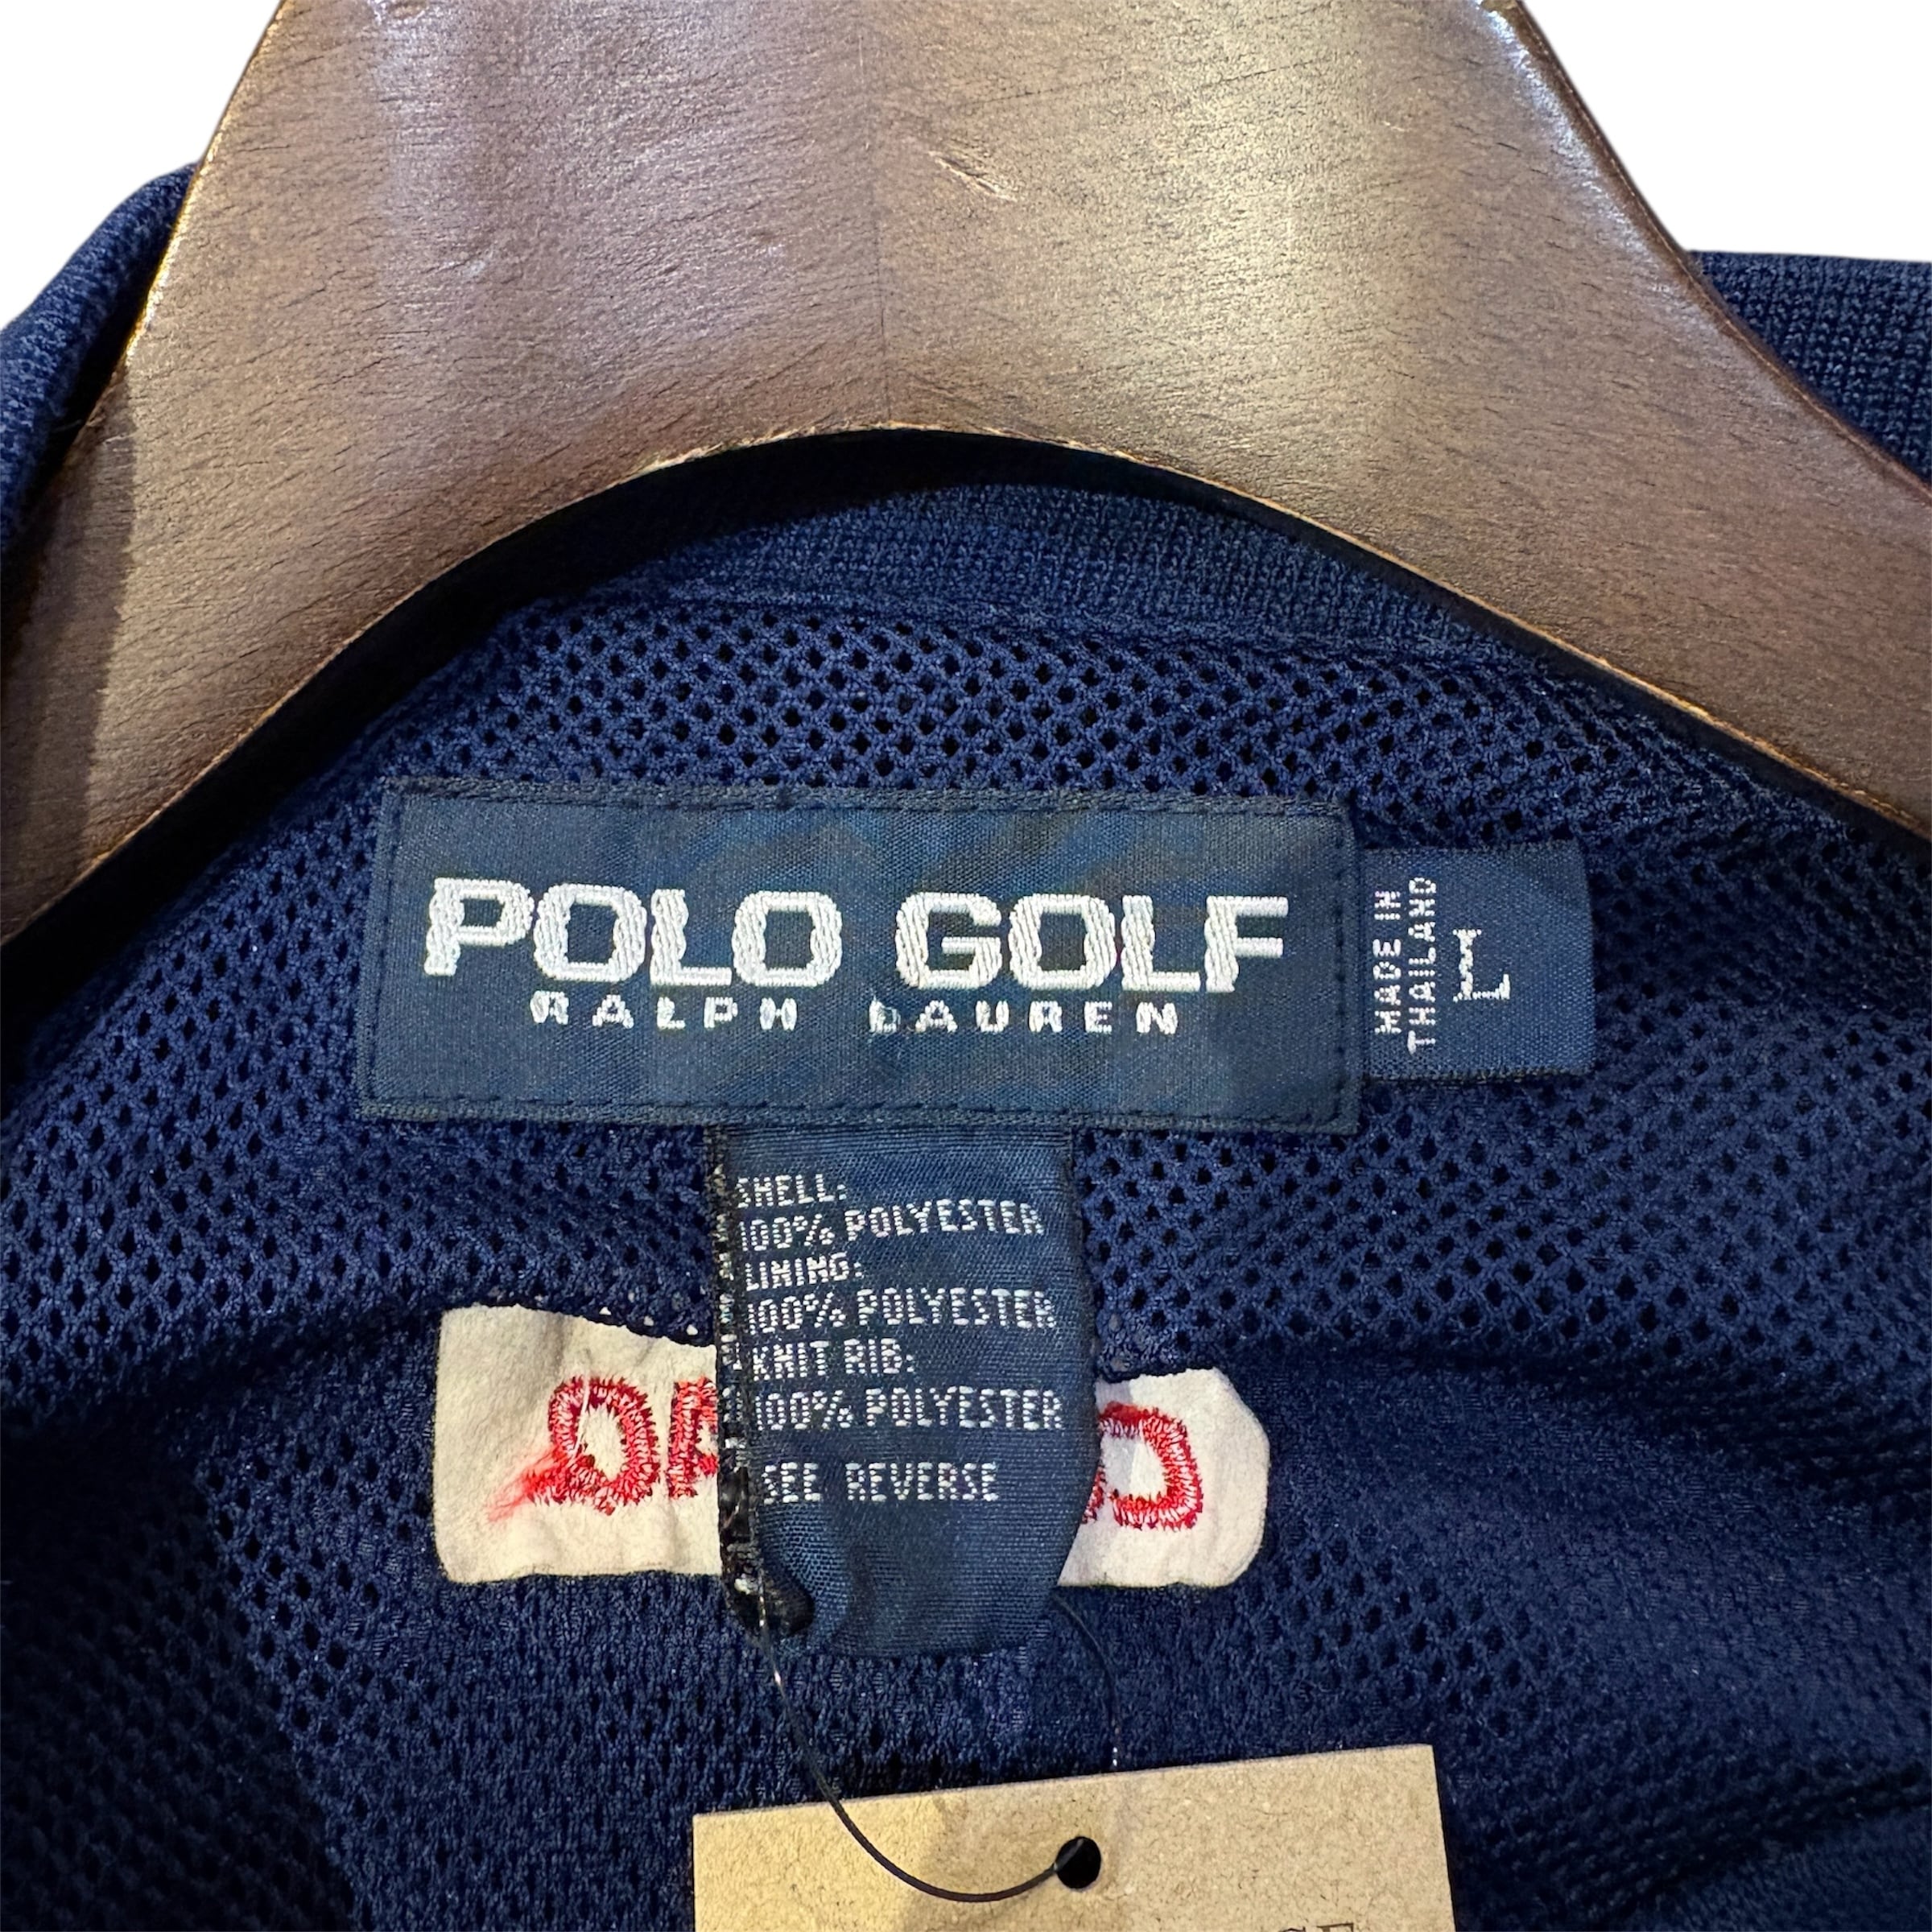 POLO GOLF
RALPH LAUREN
MADE IN
THAILAND
L
SHELL:
100% POLYESTER
LINING:
100% POLYESTER
KNIT RIB:
100% POLYESTER
SEE REVERSE